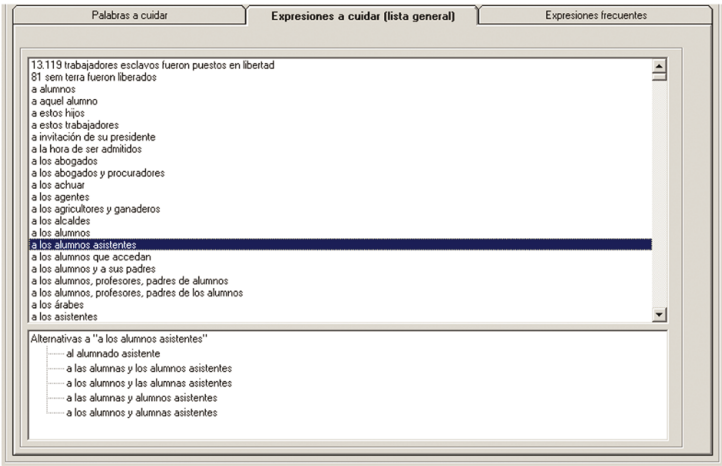 Palabras a cuidar
Expresiones a cuidar (lista general)
Expresiones frecuentes
13.119 trabajadores esclavos fueron puestos en libertad
81 sem terra fueron liberados
a alumnos
a aquel alumno
a estos hijos
a estos trabajadores
a invitación de su presidente
a la hora de ser admitidos
a los abogados
a los abogados y procuradores
a los achuar
a los agentes
a los agricultores y ganaderos
a los alcaldes
a los alumnos
a los alumnos asistentes
a los alumnos que accedan
a los alumnos y a sus padres
a los alumnos, profesores, padres de alumnos
a los alumnos, profesores, padres de los alumnos
a los árabes
a los asistentes
Alternativas a "a los alumnos asistentes"
al alumnado asistente
a las alumnas y los alumnos asistentes
a los alumnos y las alumnas asistentes
a las alumnas y alumnos asistentes
a los alumnos y alumnas asistentes